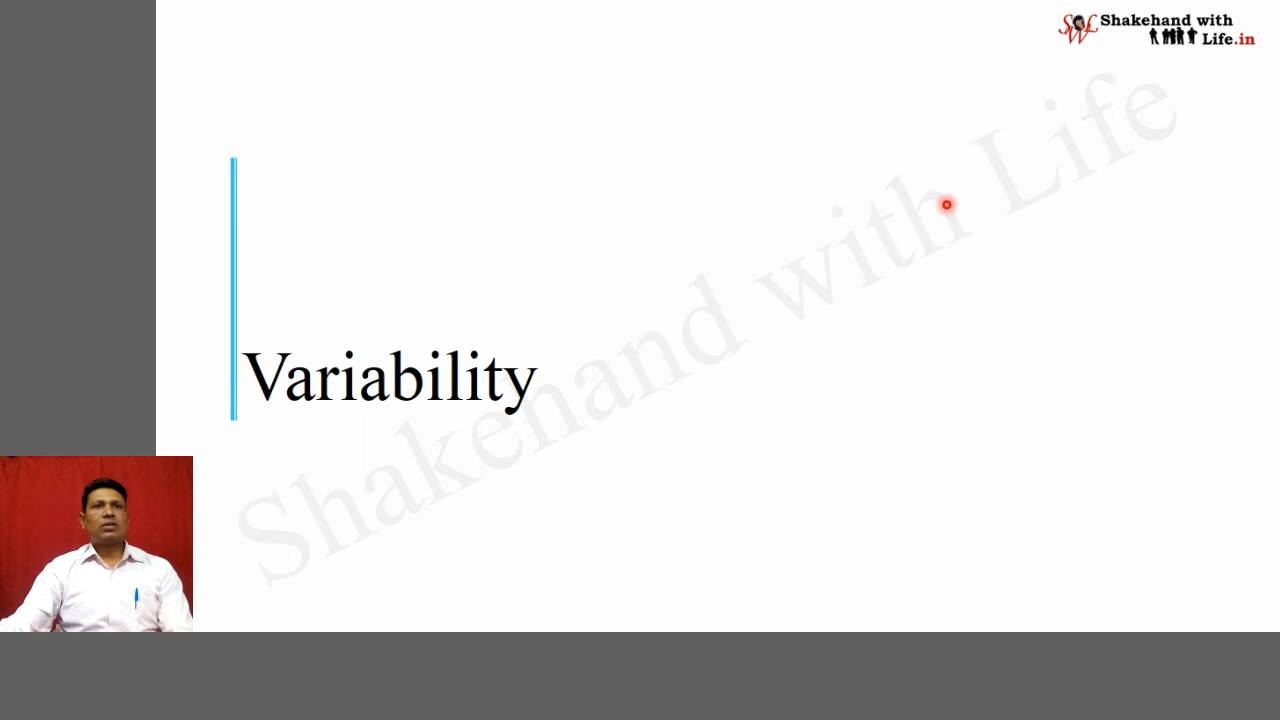 Shakehand with
Life.in
Shakehand with Life
Variability